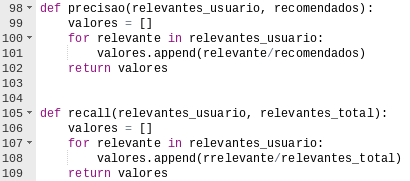 98 def precisao(relevantes_usuario, recomendados):
99     valores = []
100     for relevante in relevantes_usuario:
101         valores.append(relevante/recomendados)
102     return valores
103
104
105 def recall(relevantes_usuario, relevantes_total):
106     valores = []
107     for relevante in relevantes_usuario:
108         valores.append(rrelevante/relevantes_total)
109     return valores